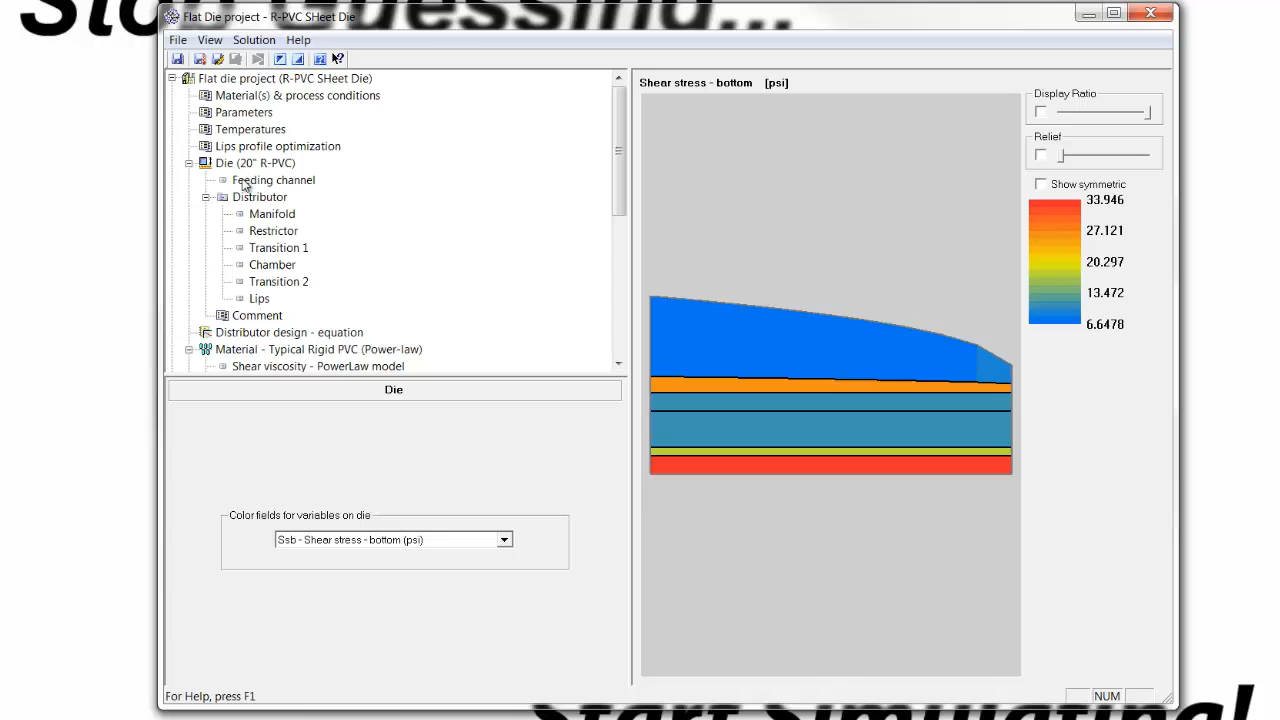 Stop Guessing...
Flat Die project - R-PVC SHeet Die
File View Solution Help
Flat die project (R-PVC SHeet Die)
Material(s) & process conditions
Parameters
Temperatures
Lips profile optimization
Die (20" R-PVC)
Feeding channel
Distributor
Manifold
Restrictor
Transition 1
Chamber
Transition 2
Lips
Comment
Distributor design - equation
Material - Typical Rigid PVC (Power-law)
Shear viscosity - PowerLaw model
Die
Color fields for variables on die
Ssb - Shear stress - bottom (psi)
Shear stress - bottom [psi]
Display Ratio
Relief
Show symmetric
33.946
27.121
20.297
13.472
6.6478
For Help, press F1
NUM
Start Simulating!